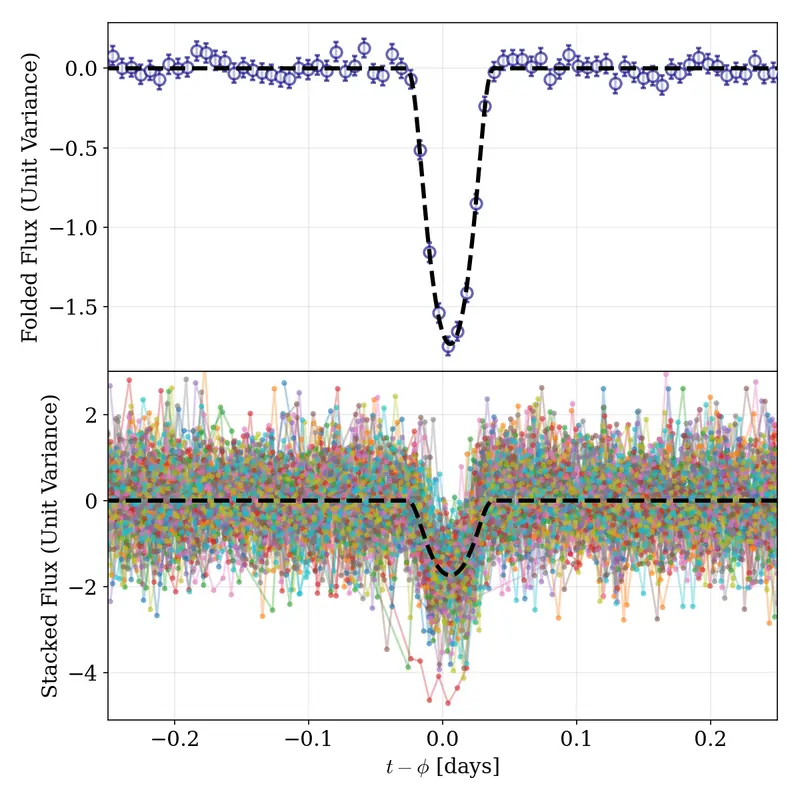 Folded Flux (Unit Variance)
0.0
−0.5
−1.0
−1.5
Stacked Flux (Unit Variance)
2
0
−2
−4
−0.2 −0.1 0.0 0.1 0.2
t − ϕ [days]